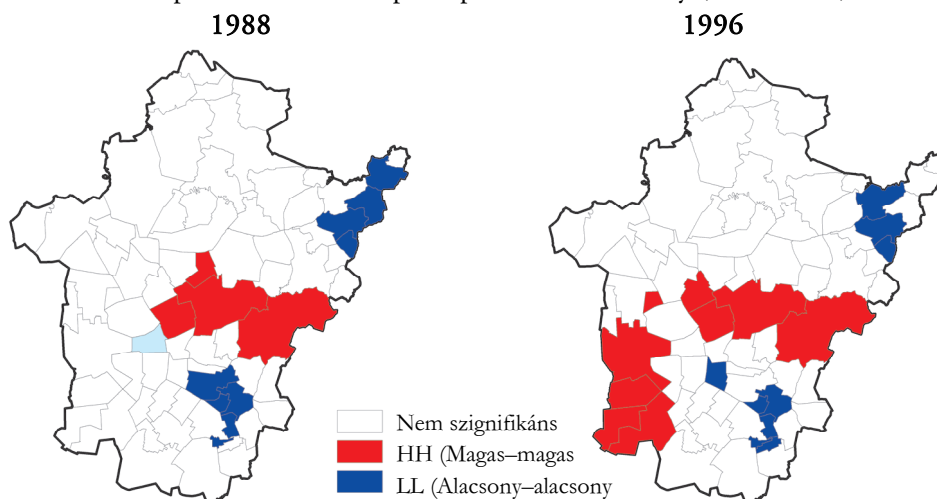 1988
1996
Nem szignifikáns
HH (Magas–magas
LL (Alacsony–alacsony